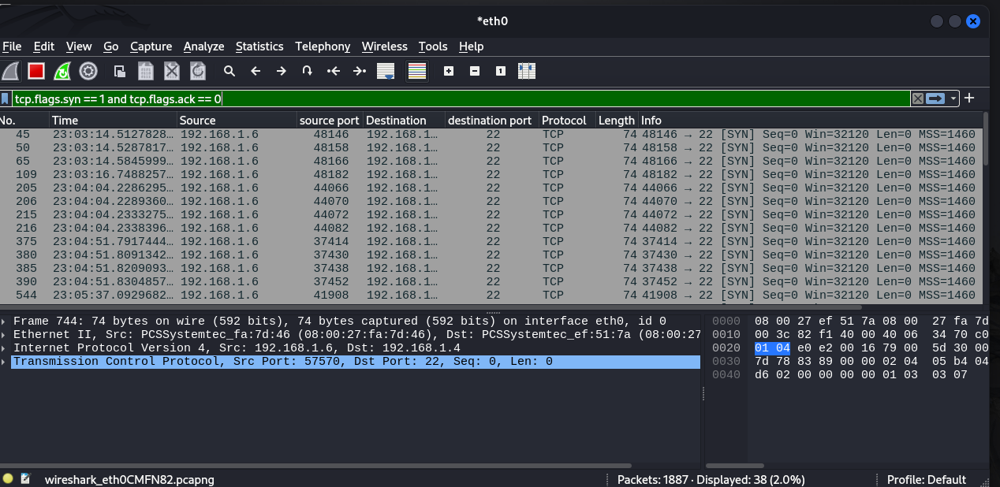 *eth0
File Edit View Go Capture Analyze Statistics Telephony Wireless Tools Help
tcp.flags.syn == 1 and tcp.flags.ack == 0
No. Time Source source port Destination destination port Protocol Length Info
45 23:03:14.5127828… 192.168.1.6 48146 192.168.1… 22 TCP 74 48146 → 22 [SYN] Seq=0 Win=32120 Len=0 MSS=1460
50 23:03:14.5287817… 192.168.1.6 48158 192.168.1… 22 TCP 74 48158 → 22 [SYN] Seq=0 Win=32120 Len=0 MSS=1460
65 23:03:14.5845999… 192.168.1.6 48166 192.168.1… 22 TCP 74 48166 → 22 [SYN] Seq=0 Win=32120 Len=0 MSS=1460
109 23:03:16.7488257… 192.168.1.6 48182 192.168.1… 22 TCP 74 48182 → 22 [SYN] Seq=0 Win=32120 Len=0 MSS=1460
205 23:04:04.2286295… 192.168.1.6 44066 192.168.1… 22 TCP 74 44066 → 22 [SYN] Seq=0 Win=32120 Len=0 MSS=1460
206 23:04:04.2289360… 192.168.1.6 44070 192.168.1… 22 TCP 74 44070 → 22 [SYN] Seq=0 Win=32120 Len=0 MSS=1460
215 23:04:04.2333275… 192.168.1.6 44072 192.168.1… 22 TCP 74 44072 → 22 [SYN] Seq=0 Win=32120 Len=0 MSS=1460
216 23:04:04.2338396… 192.168.1.6 44082 192.168.1… 22 TCP 74 44082 → 22 [SYN] Seq=0 Win=32120 Len=0 MSS=1460
375 23:04:51.7917444… 192.168.1.6 37414 192.168.1… 22 TCP 74 37414 → 22 [SYN] Seq=0 Win=32120 Len=0 MSS=1460
380 23:04:51.8091342… 192.168.1.6 37430 192.168.1… 22 TCP 74 37430 → 22 [SYN] Seq=0 Win=32120 Len=0 MSS=1460
385 23:04:51.8209093… 192.168.1.6 37438 192.168.1… 22 TCP 74 37438 → 22 [SYN] Seq=0 Win=32120 Len=0 MSS=1460
390 23:04:51.8304857… 192.168.1.6 37452 192.168.1… 22 TCP 74 37452 → 22 [SYN] Seq=0 Win=32120 Len=0 MSS=1460
544 23:05:37.0929682… 192.168.1.6 41908 192.168.1… 22 TCP 74 41908 → 22 [SYN] Seq=0 Win=32120 Len=0 MSS=1460
Frame 744: 74 bytes on wire (592 bits), 74 bytes captured (592 bits) on interface eth0, id 0
Ethernet II, Src: PCSSystemtec_fa:7d:46 (08:00:27:fa:7d:46), Dst: PCSSystemtec_ef:51:7a (08:00:27
Internet Protocol Version 4, Src: 192.168.1.6, Dst: 192.168.1.4
Transmission Control Protocol, Src Port: 57570, Dst Port: 22, Seq: 0, Len: 0
0000 08 00 27 ef 51 7a 08 00 27 fa 7d
0010 00 3c 82 f1 40 00 40 06 34 70 c0
0020 01 04 e0 e2 00 16 79 00 5d 30 00
0030 7d 78 83 89 00 00 02 04 05 b4 04
0040 d6 02 00 00 00 00 01 03 03 07
wireshark_eth0CMFN82.pcapng
Packets: 1887 · Displayed: 38 (2.0%)
Profile: Default